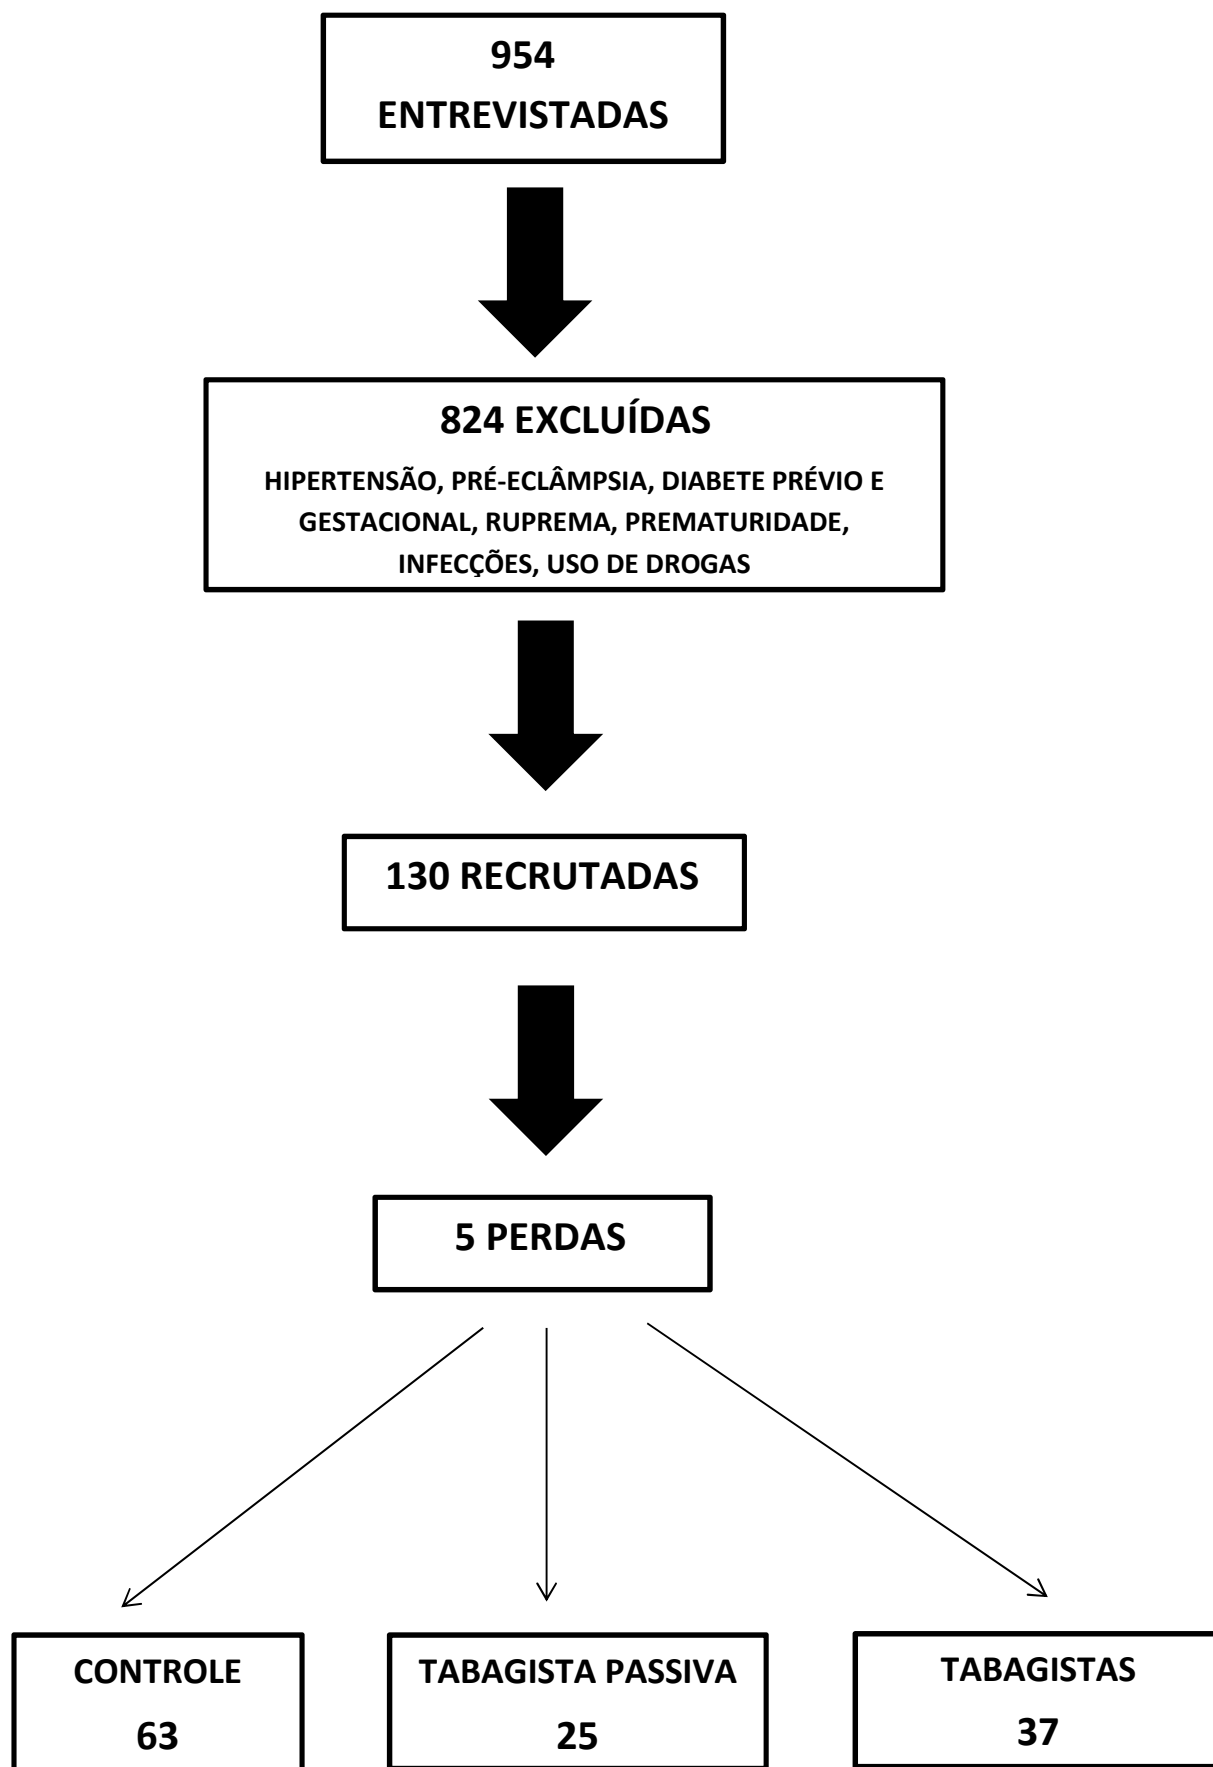 954
ENTREVISTADAS
824 EXCLUÍDAS
HIPERTENSÃO, PRÉ-ECLÂMPSIA, DIABETE PRÉVIO E
GESTACIONAL, RUPREMA, PREMATURIDADE,
INFECÇÕES, USO DE DROGAS
130 RECRUTADAS
5 PERDAS
CONTROLE
63
TABAGISTA PASSIVA
25
TABAGISTAS
37